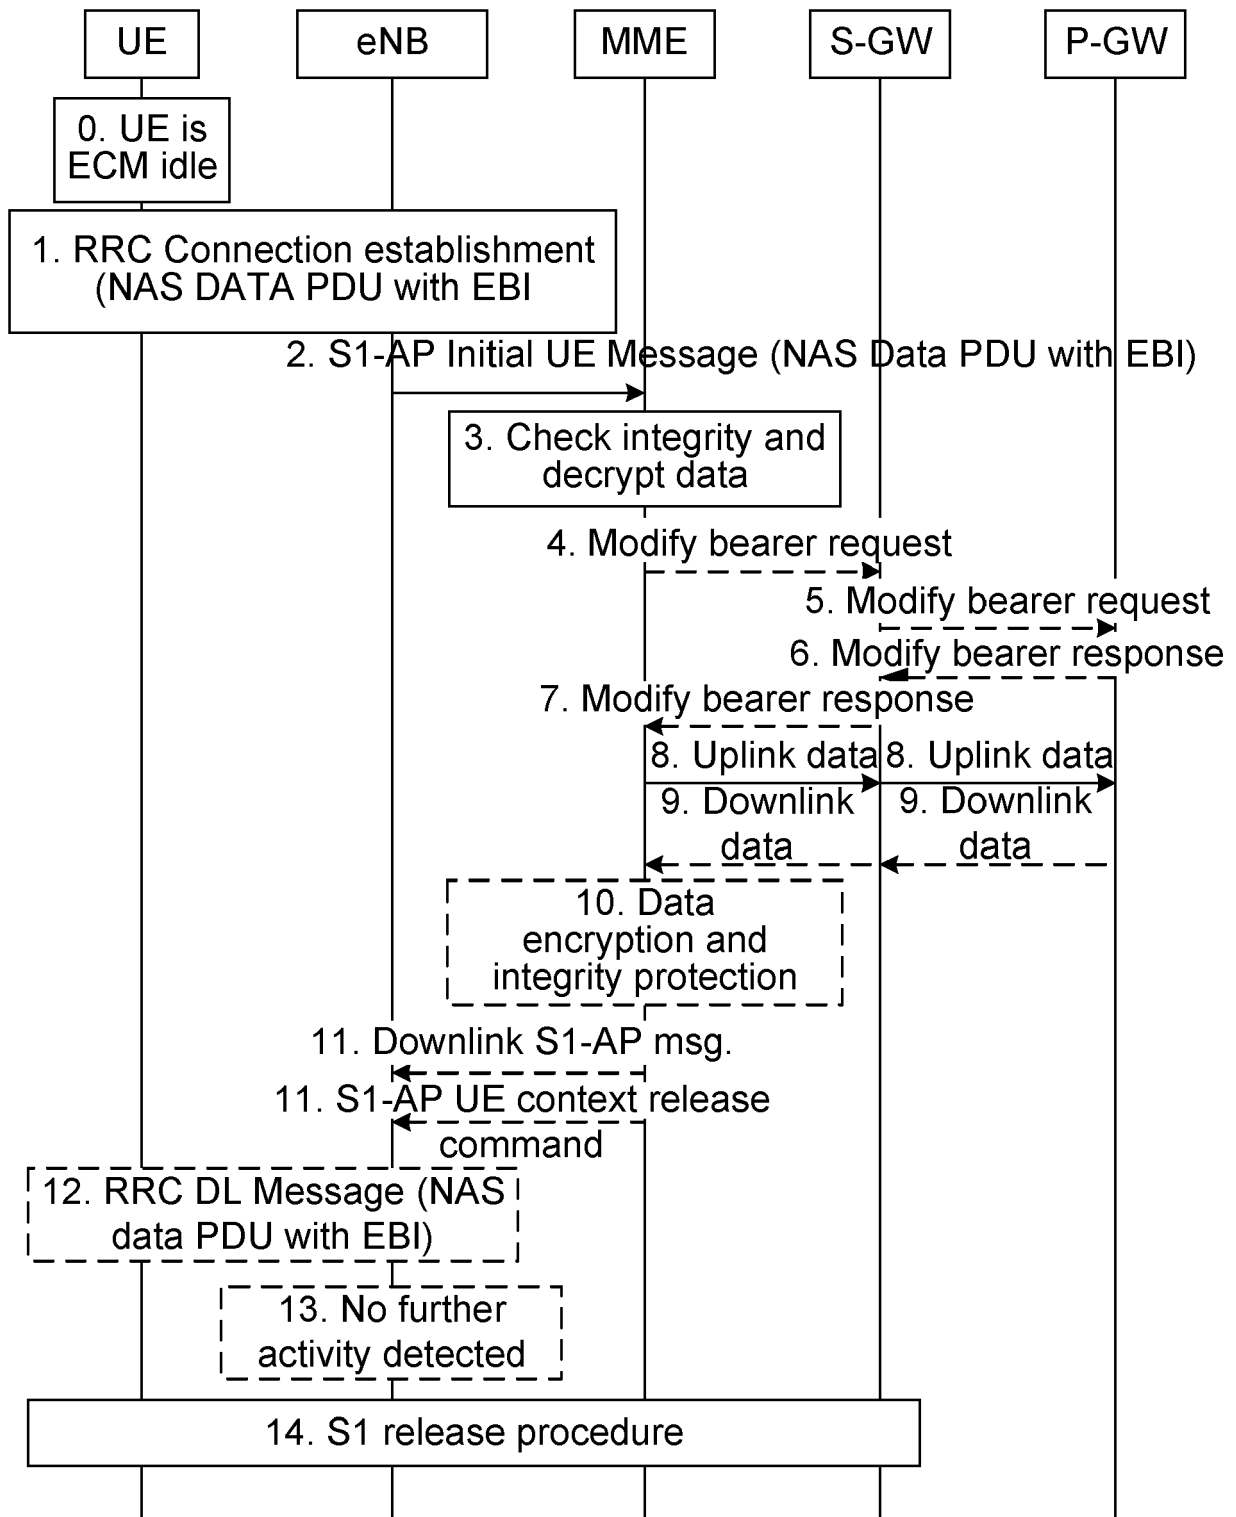 UE
eNB
MME
S-GW
P-GW
0. UE is
ECM idle
1. RRC Connection establishment
(NAS DATA PDU with EBI
2. S1-AP Initial UE Message (NAS Data PDU with EBI)
3. Check integrity and
decrypt data
4. Modify bearer request
5. Modify bearer request
6. Modify bearer response
7. Modify bearer response
8. Uplink data
8. Uplink data
9. Downlink
data
9. Downlink
data
10. Data
encryption and
integrity protection
11. Downlink S1-AP msg.
11. S1-AP UE context release
command
12. RRC DL Message (NAS
data PDU with EBI)
13. No further
activity detected
14. S1 release procedure